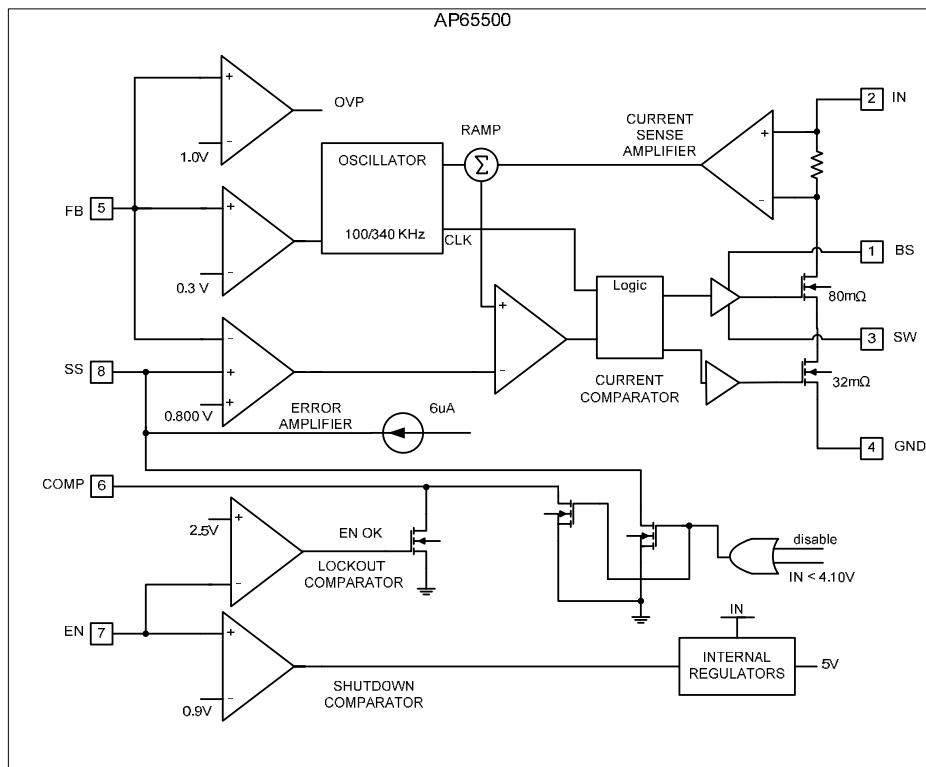 AP65500
+
OVP
-
1.0V
RAMP
Σ
CURRENT
SENSE
AMPLIFIER
+
-
2
IN
OSCILLATOR
100/340 KHz
CLK
FB
5
+
-
0.3 V
1
BS
Logic
80mΩ
+
-
3
SW
-
+
+
SS
8
0.800 V
ERROR
AMPLIFIER
6uA
CURRENT
COMPARATOR
32mΩ
4
GND
COMP
6
2.5V
+
-
EN OK
LOCKOUT
COMPARATOR
disable
IN < 4.10V
EN
7
+
-
0.9V
SHUTDOWN
COMPARATOR
IN
INTERNAL
REGULATORS
5V